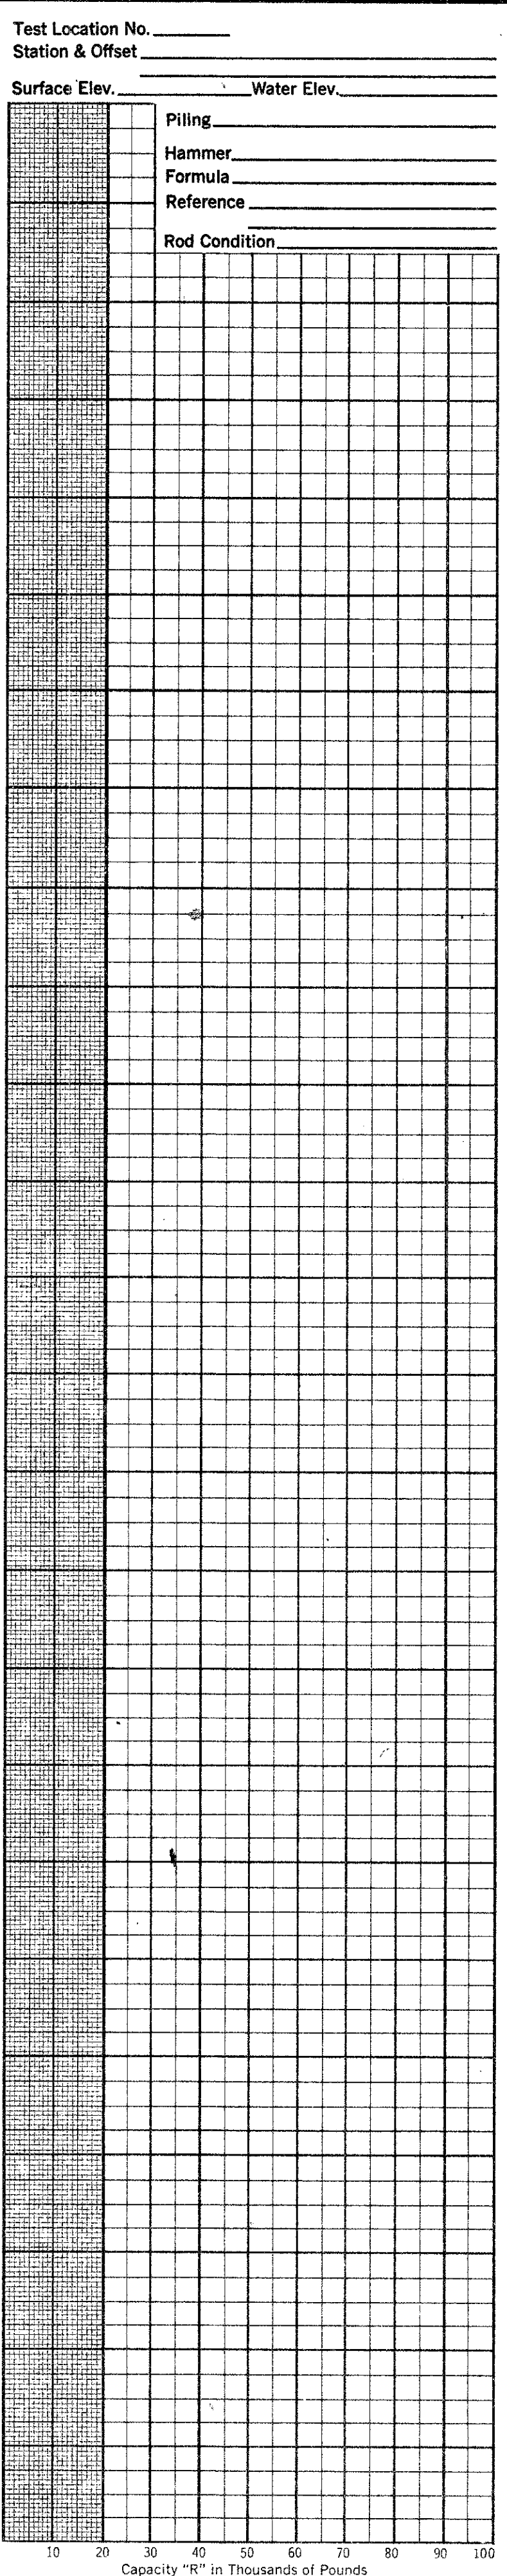 Test Location No.
Station & Offset
Surface Elev. Water Elev.
Piling
Hammer
Formula
Reference
Rod Condition
10 20 30 40 50 60 70 80 90 100
Capacity "R" in Thousands of Pounds